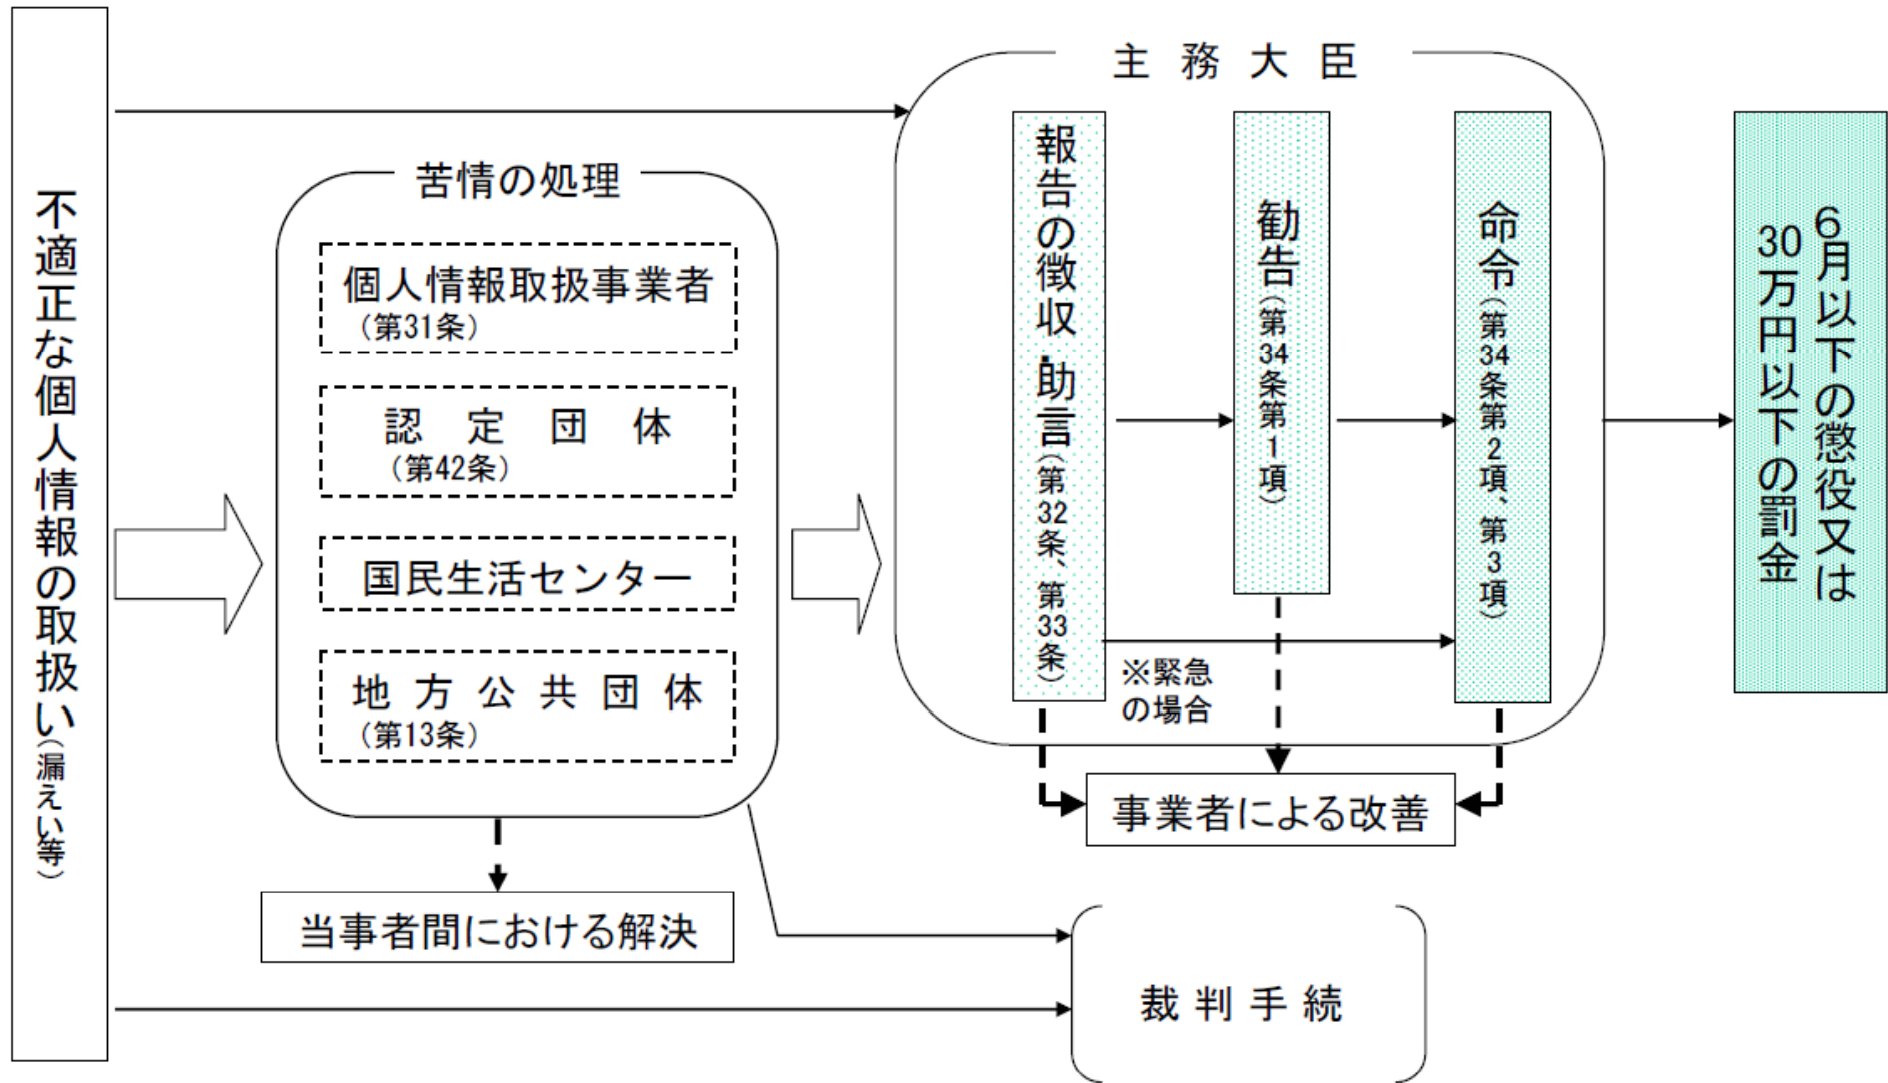 不適正な個人情報の取扱い（漏えい等）
苦情の処理
個人情報取扱事業者
（第31条）
認定団体
（第42条）
国民生活センター
地方公共団体
（第13条）
当事者間における解決
主務大臣
報告の徴収・助言（第32条、第33条）
勧告（第34条第1項）
命令（第34条第2項、第3項）
※緊急
の場合
事業者による改善
裁判手続
6月以下の懲役又は
30万円以下の罰金